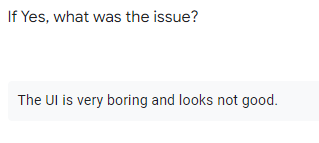 If Yes, what was the issue?
The UI is very boring and looks not good.